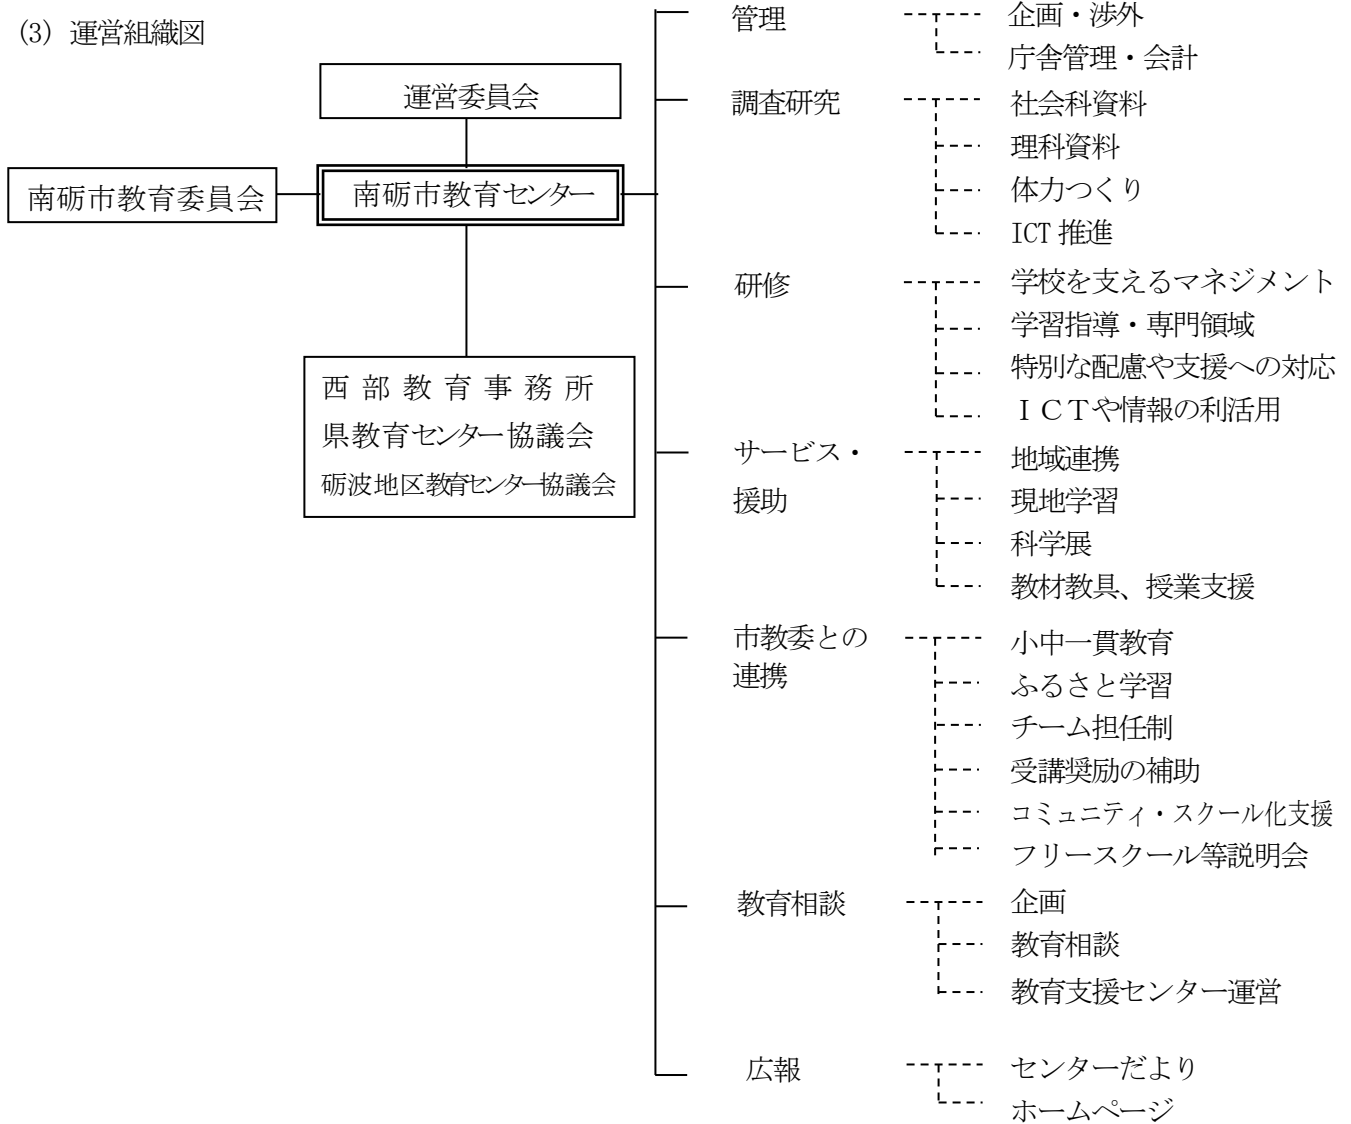 (3) 運営組織図
運営委員会
南砺市教育委員会
南砺市教育センター
西部教育事務所
県教育センター協議会
砺波地区教育センター協議会
管理
企画・渉外
庁舎管理・会計
調査研究
社会科資料
理科資料
体力つくり
ICT 推進
研修
学校を支えるマネジメント
学習指導・専門領域
特別な配慮や支援への対応
ＩＣＴや情報の利活用
サービス・
援助
地域連携
現地学習
科学展
教材教具、授業支援
市教委との
連携
小中一貫教育
ふるさと学習
チーム担任制
受講奨励の補助
コミュニティ・スクール化支援
フリースクール等説明会
教育相談
企画
教育相談
教育支援センター運営
広報
センターだより
ホームページ